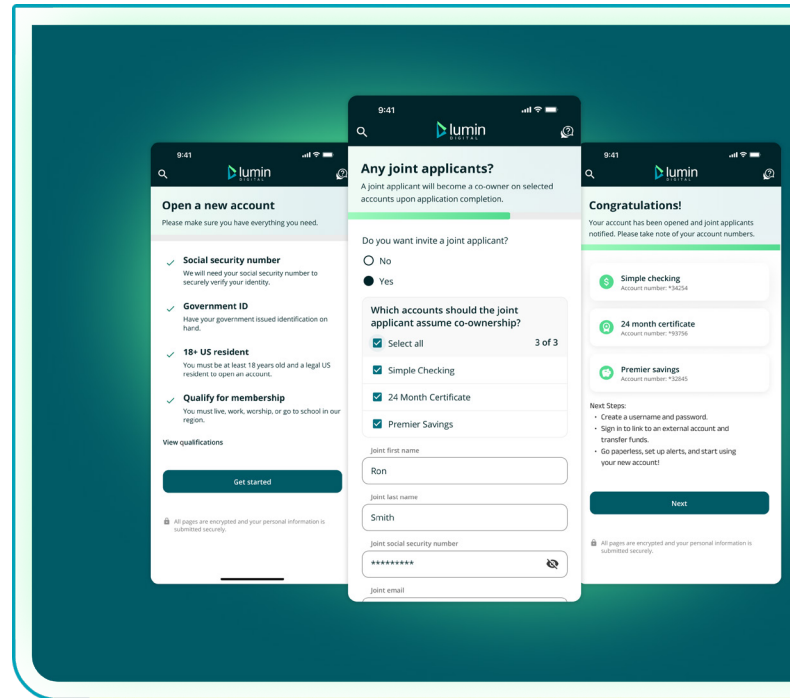 9:41
lumin
DIGITAL
Open a new account
Please make sure you have everything you need.
Social security number
We will need your social security number to
securely verify your identity.
Government ID
Have your government issued identification on
hand.
18+ US resident
You must be at least 18 years old and a legal US
resident to open an account.
Qualify for membership
You must live, work, worship, or go to school in our
region.
View qualifications
Get started
All pages are encrypted and your personal information is
submitted securely.
9:41
lumin
DIGITAL
Any joint applicants?
A joint applicant will become a co-owner on selected
accounts upon application completion.
Do you want invite a joint applicant?
No
Yes
Which accounts should the joint
applicant assume co-ownership?
Select all 3 of 3
Simple Checking
24 Month Certificate
Premier Savings
Joint first name
Ron
Joint last name
Smith
Joint social security number
*********
Joint email
9:41
lumin
DIGITAL
Congratulations!
Your account has been opened and joint applicants
notified. Please take note of your account numbers.
Simple checking
Account number: *34254
24 month certificate
Account number: *93756
Premier savings
Account number: *32845
Next Steps:
• Create a username and password.
• Sign in to link to an external account and
transfer funds.
• Go paperless, set up alerts, and start using
your new account!
Next
All pages are encrypted and your personal information is
submitted securely.